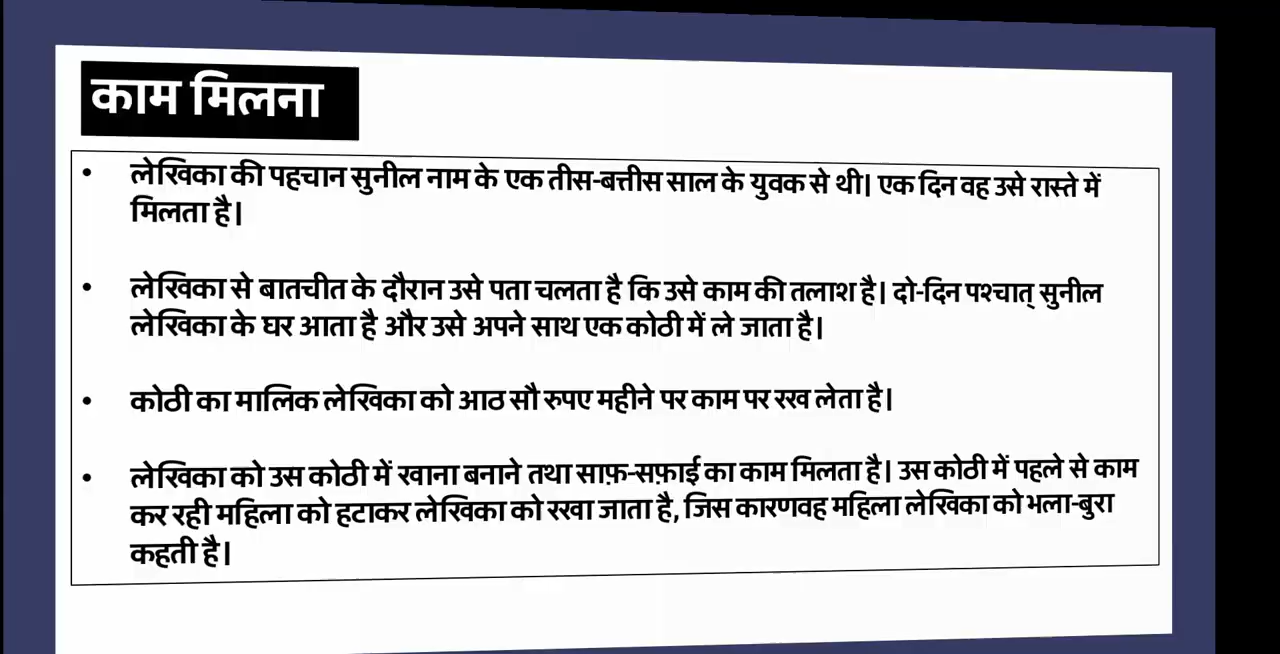 काम मिलना
• लेखिका की पहचान सुनील नाम के एक तीस-बत्तीस साल के युवक से थी। एक दिन वह उसे रास्ते में
मिलता है।
• लेखिका से बातचीत के दौरान उसे पता चलता है कि उसे काम की तलाश है। दो-दिन पश्चात् सुनील
लेखिका के घर आता है और उसे अपने साथ एक कोठी में ले जाता है।
• कोठी का मालिक लेखिका को आठ सौ रुपए महीने पर काम पर रख लेता है।
• लेखिका को उस कोठी में खाना बनाने तथा साफ़-सफ़ाई का काम मिलता है। उस कोठी में पहले से काम
कर रही महिला को हटाकर लेखिका को रखा जाता है, जिस कारणवह महिला लेखिका को भला-बुरा
कहती है।